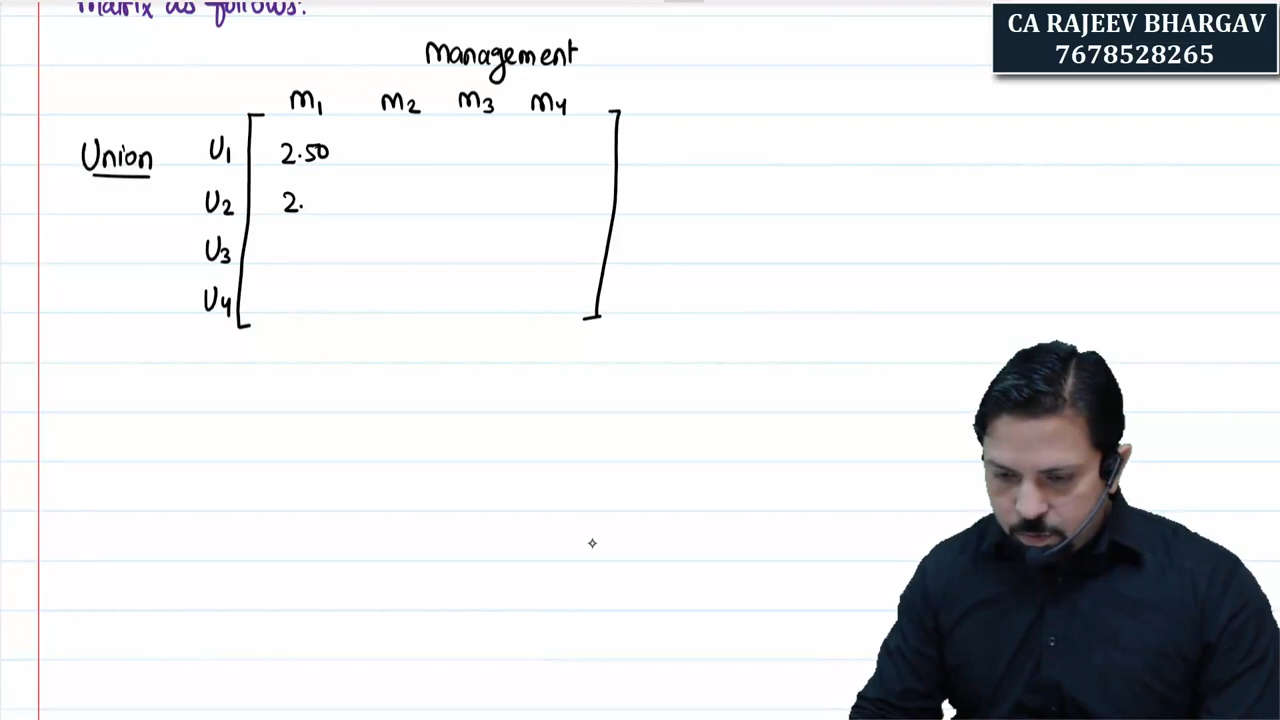 Matrix as follows:
CA RAJEEV BHARGAV
7678528265
Management
M1 M2 M3 M4
Union U1 2.50
U2 2.
U3
U4